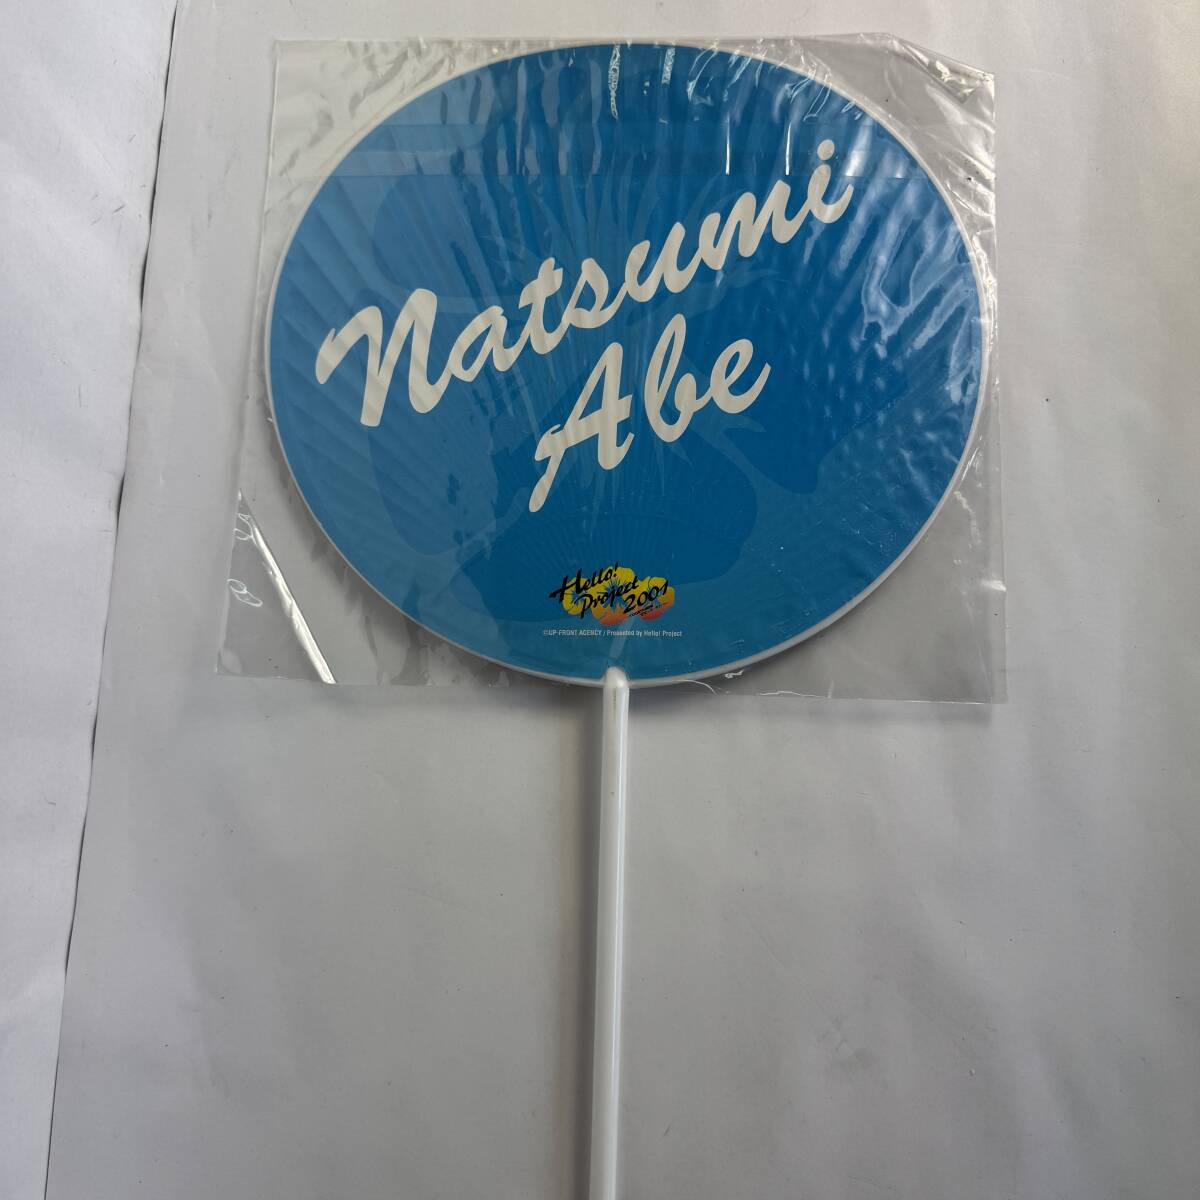 Natsumi
Abe
Hello!
Project
2001
©UP-FRONT AGENCY / Presented by Hello! Project